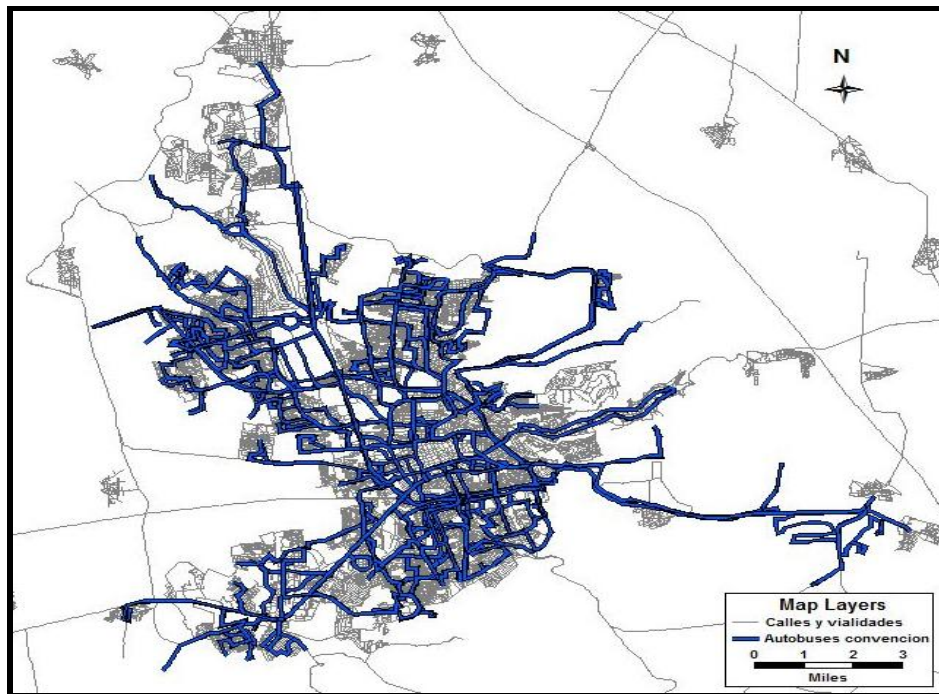 N
Map Layers
Calles y vialidades
Autobuses convencion
0 1 2 3
Miles